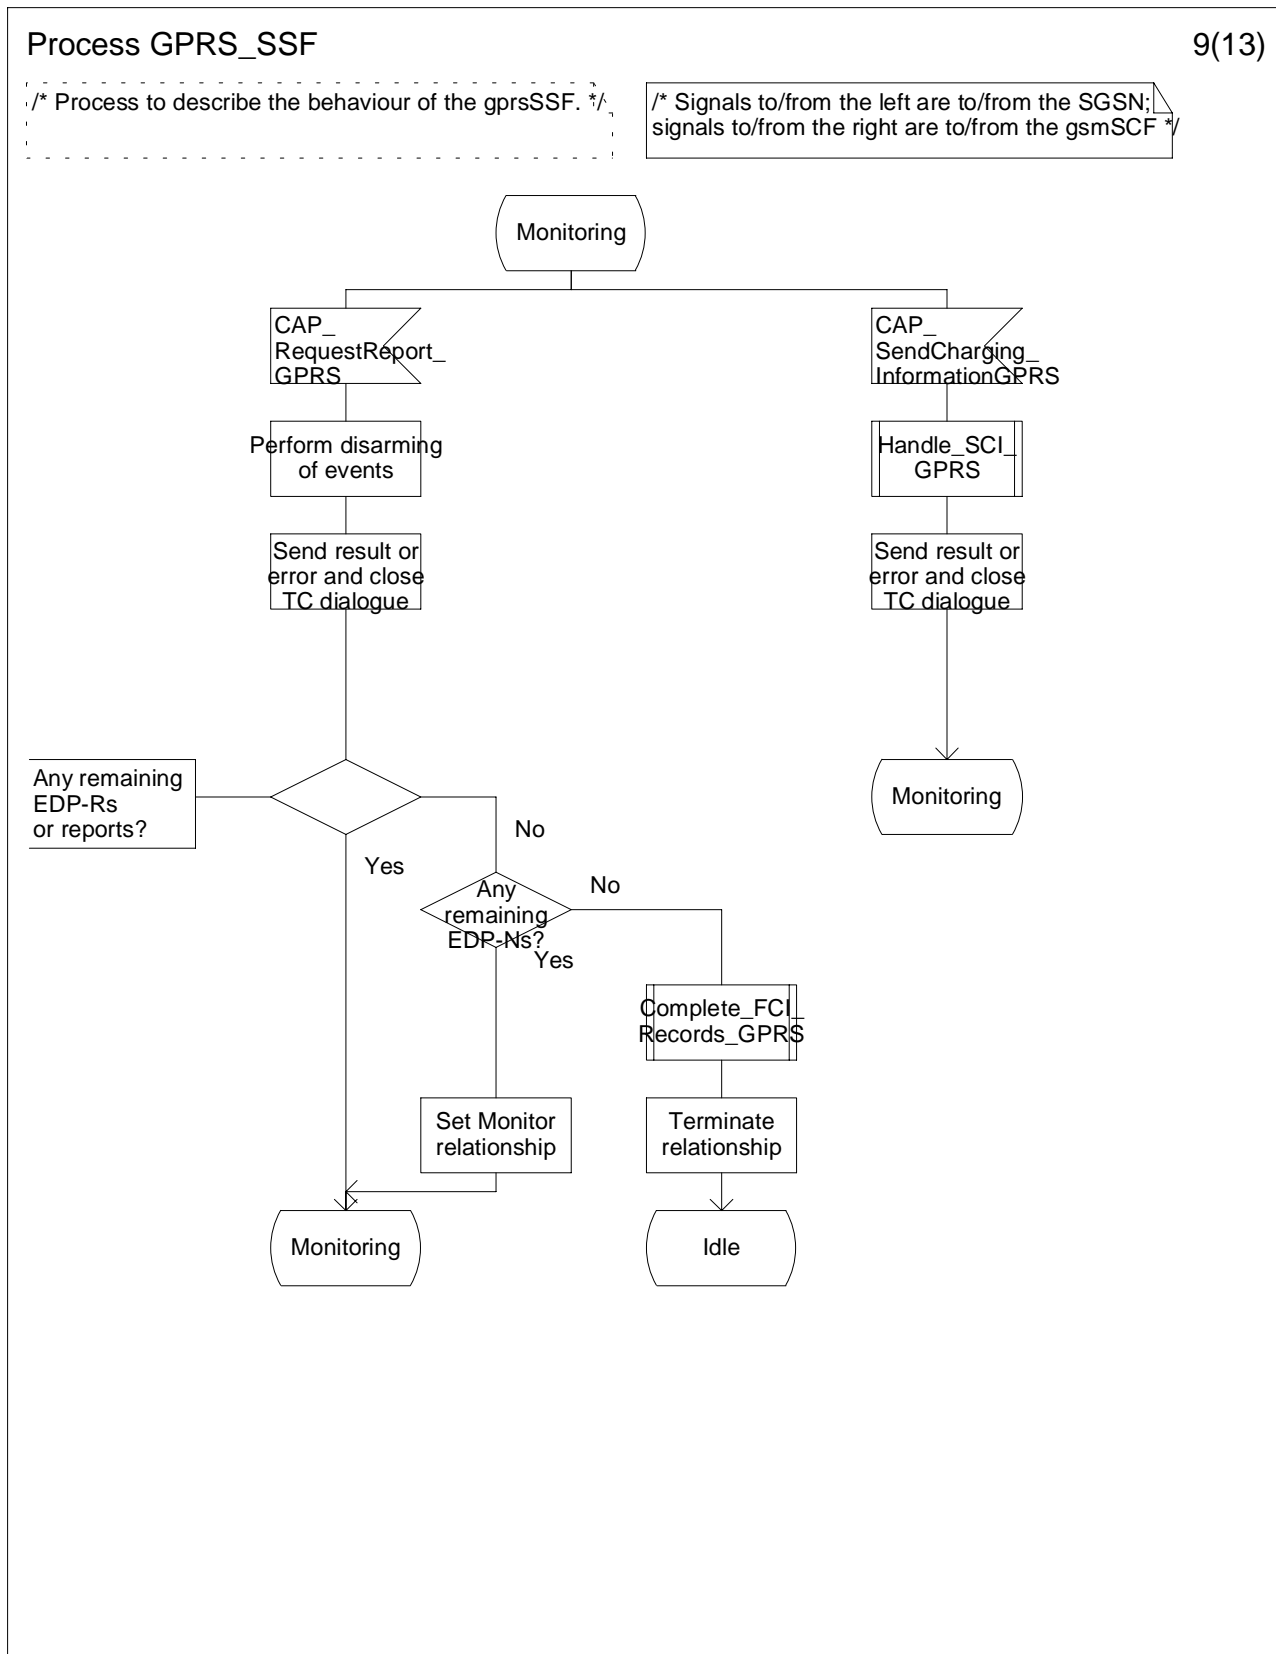 Process GPRS_SSF
9(13)
/* Process to describe the behaviour of the gprsSSF. */
/* Signals to/from the left are to/from the SGSN;
signals to/from the right are to/from the gsmSCF */
Monitoring
CAP_
RequestReport_
GPRS
CAP_
SendCharging_
InformationGPRS
Perform disarming
of events
Handle_SCI_
GPRS
Send result or
error and close
TC dialogue
Send result or
error and close
TC dialogue
Any remaining
EDP-Rs
or reports?
Monitoring
No
Yes
Any
remaining
EDP-Ns?
No
Yes
Complete_FCI_
Records_GPRS
Set Monitor
relationship
Terminate
relationship
Monitoring
Idle